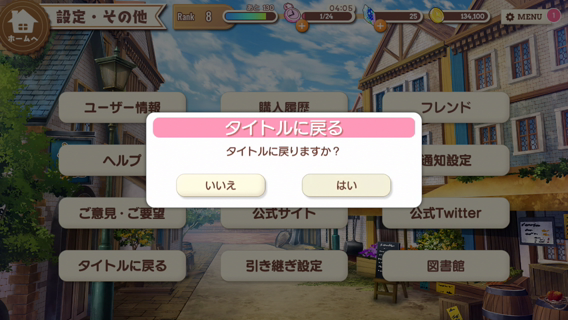 設定・その他
ホームへ
Rank 8
あと 130
1/24
04:05
25
134,100
MENU
1
ユーザー情報
購入履歴
フレンド
タイトルに戻る
タイトルに戻りますか？
いいえ
はい
ヘルプ
通知設定
ご意見・ご要望
公式サイト
公式Twitter
タイトルに戻る
引き継ぎ設定
図書館